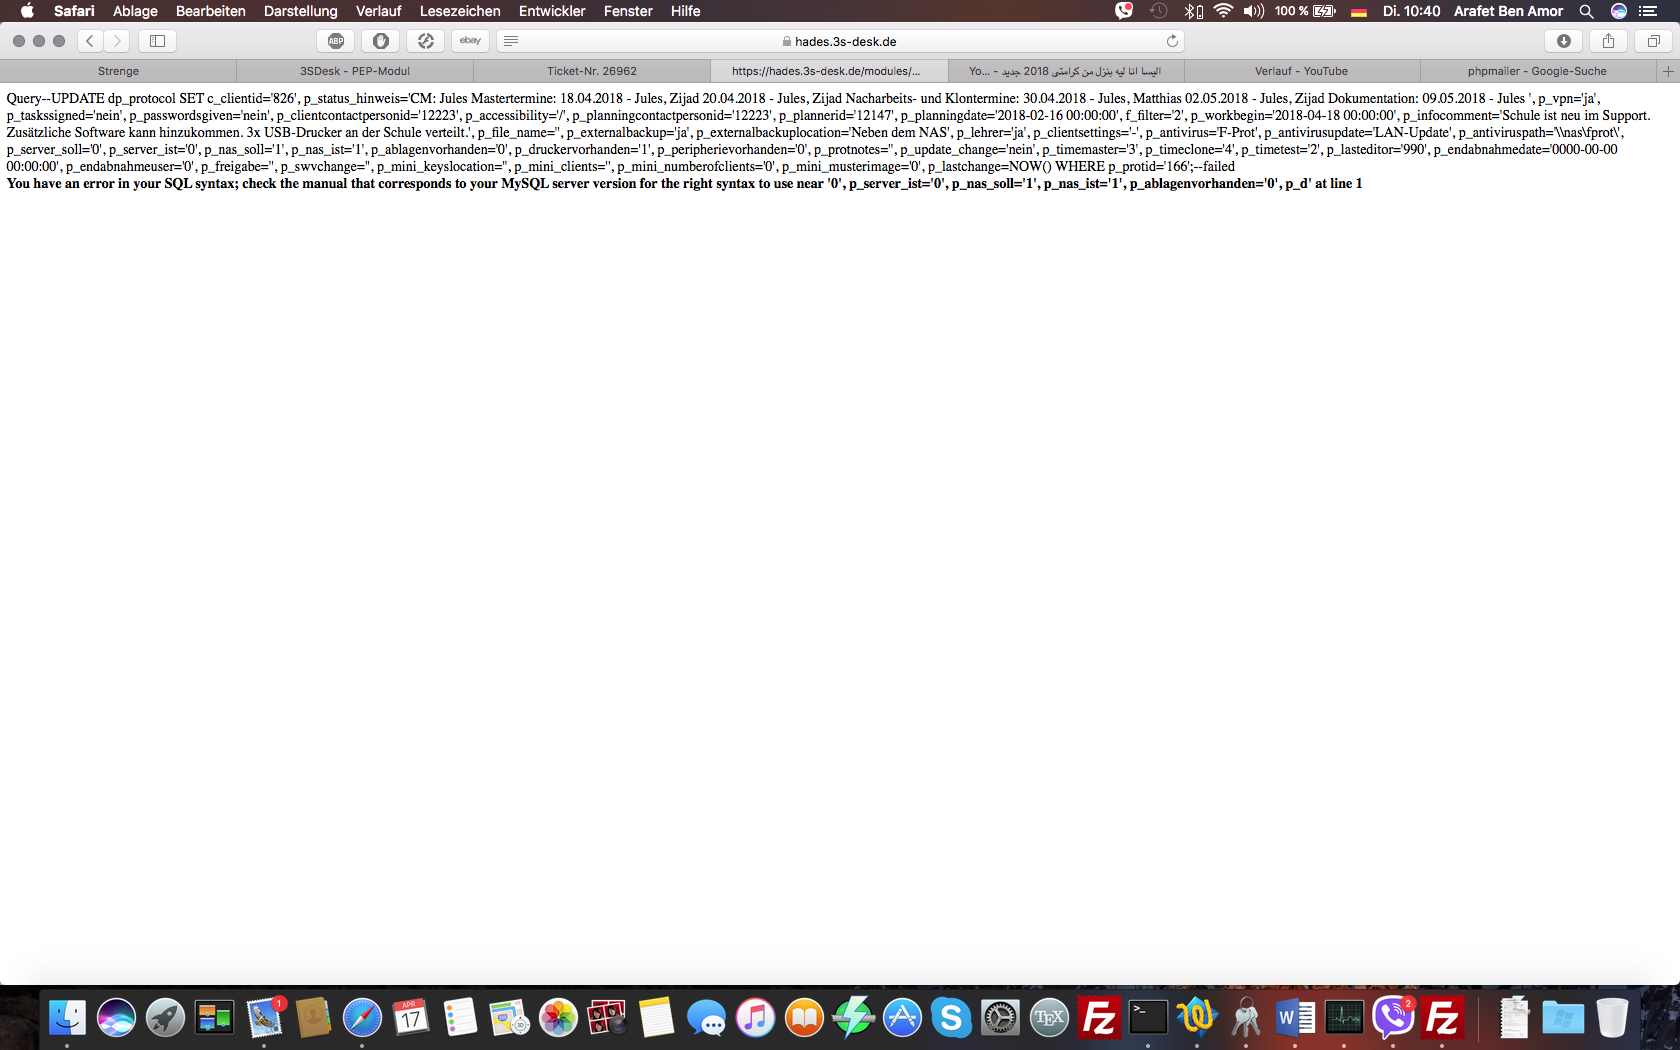 Safari Ablage Bearbeiten Darstellung Verlauf Lesezeichen Entwickler Fenster Hilfe 100 % Di. 10:40 Arafet Ben Amor
ABP ebay hades.3s-desk.de
Strenge 3SDesk - PEP-Modul Ticket-Nr. 26962 https://hades.3s-desk.de/modules/... اليسا انا ليه بنزل من كرامتى 2018 جديد - Yo... Verlauf - YouTube phpmailer - Google-Suche
Query--UPDATE dp_protocol SET c_clientid='826', p_status_hinweis='CM: Jules Mastertermine: 18.04.2018 - Jules, Zijad 20.04.2018 - Jules, Zijad Nacharbeits- und Klontermine: 30.04.2018 - Jules, Matthias 02.05.2018 - Jules, Zijad Dokumentation: 09.05.2018 - Jules ', p_vpn='ja',
p_taskssigned='nein', p_passwordsgiven='nein', p_clientcontactpersonid='12223', p_accessibility='/', p_planningcontactpersonid='12223', p_plannerid='12147', p_planningdate='2018-02-16 00:00:00', f_filter='2', p_workbegin='2018-04-18 00:00:00', p_infocomment='Schule ist neu im Support.
Zusätzliche Software kann hinzukommen. 3x USB-Drucker an der Schule verteilt.', p_file_name='', p_externalbackup='ja', p_externalbackuplocation='Neben dem NAS', p_lehrer='ja', p_clientsettings='-', p_antivirus='F-Prot', p_antivirusupdate='LAN-Update', p_antiviruspath='\\nas\fprot\',
p_server_soll='0', p_server_ist='0', p_nas_soll='1', p_nas_ist='1', p_ablagenvorhanden='0', p_druckervorhanden='1', p_peripherievorhanden='0', p_protnotes='', p_update_change='nein', p_timemaster='3', p_timeclone='4', p_timetest='2', p_lasteditor='990', p_endabnahmedate='0000-00-00
00:00:00', p_endabnahmeuser='0', p_freigabe='', p_swvchange='', p_mini_keyslocation='', p_mini_clients='', p_mini_numberofclients='0', p_mini_musterimage='0', p_lastchange=NOW() WHERE p_protid='166';--failed
You have an error in your SQL syntax; check the manual that corresponds to your MySQL server version for the right syntax to use near '0', p_server_ist='0', p_nas_soll='1', p_nas_ist='1', p_ablagenvorhanden='0', p_d' at line 1
1 APR 17 3D S TEX Fz >_ W 2 Fz